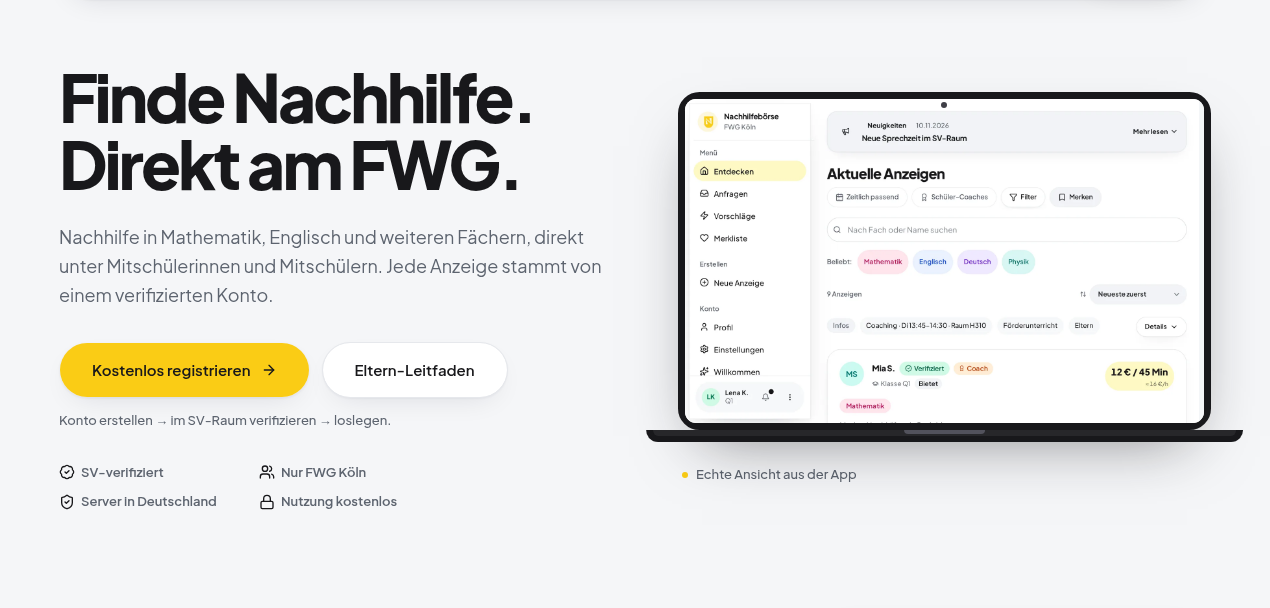 Finde Nachhilfe.
Direkt am FWG.
Nachhilfe in Mathematik, Englisch und weiteren Fächern, direkt
unter Mitschülerinnen und Mitschülern. Jede Anzeige stammt von
einem verifizierten Konto.
Kostenlos registrieren →
Eltern-Leitfaden
Konto erstellen → im SV-Raum verifizieren → loslegen.
SV-verifiziert
Nur FWG Köln
Server in Deutschland
Nutzung kostenlos
Nachhilfebörse
FWG Köln
Menü
Entdecken
Anfragen
Vorschläge
Merkliste
Erstellen
Neue Anzeige
Konto
Profil
Einstellungen
Willkommen
LK
Lena K.
Q1
Neuigkeiten 10.11.2026
Neue Sprechzeit im SV-Raum
Mehr lesen
Aktuelle Anzeigen
Zeitlich passend
Schüler-Coaches
Filter
Merken
Nach Fach oder Name suchen
Beliebt: Mathematik Englisch Deutsch Physik
9 Anzeigen
Neueste zuerst
Infos
Coaching · Di 13:45–14:30 · Raum H310
Förderunterricht
Eltern
Details
MS
Mia S. Verifiziert Coach
Klasse Q1 Bietet
12 € / 45 Min
≈ 16 €/h
Mathematik
Echte Ansicht aus der App